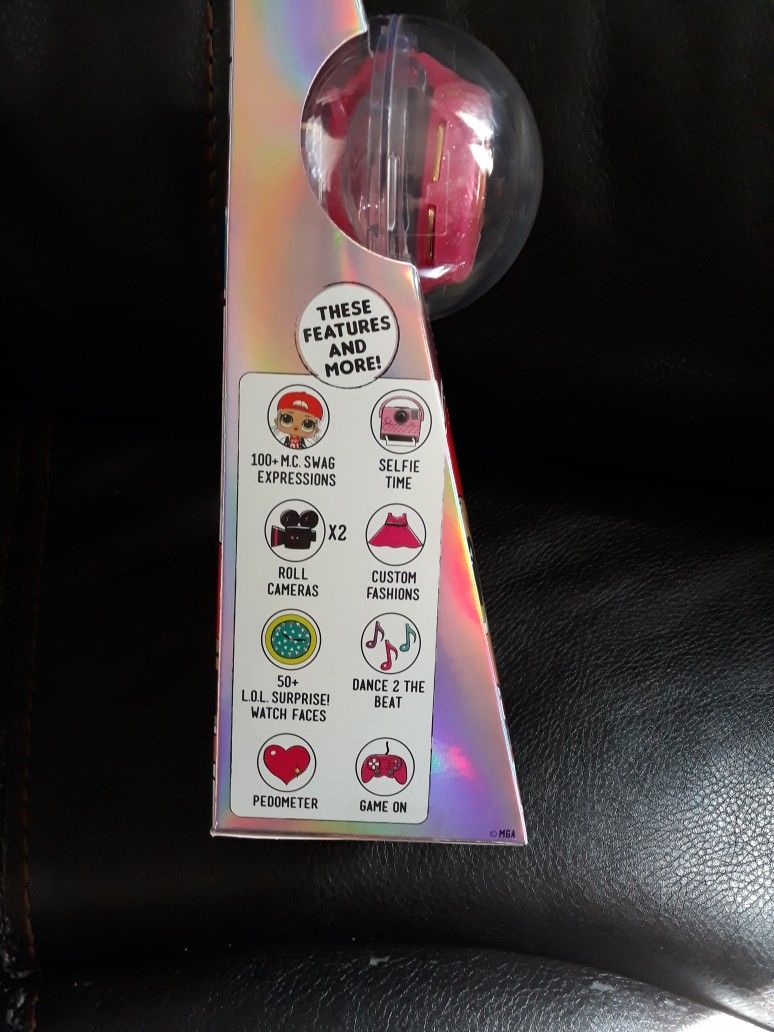 THESE
FEATURES
AND
MORE!
100+ M.C. SWAG
EXPRESSIONS
SELFIE
TIME
X2
ROLL
CAMERAS
CUSTOM
FASHIONS
50+
L.O.L. SURPRISE!
WATCH FACES
DANCE 2 THE
BEAT
PEDOMETER
GAME ON
© MGA